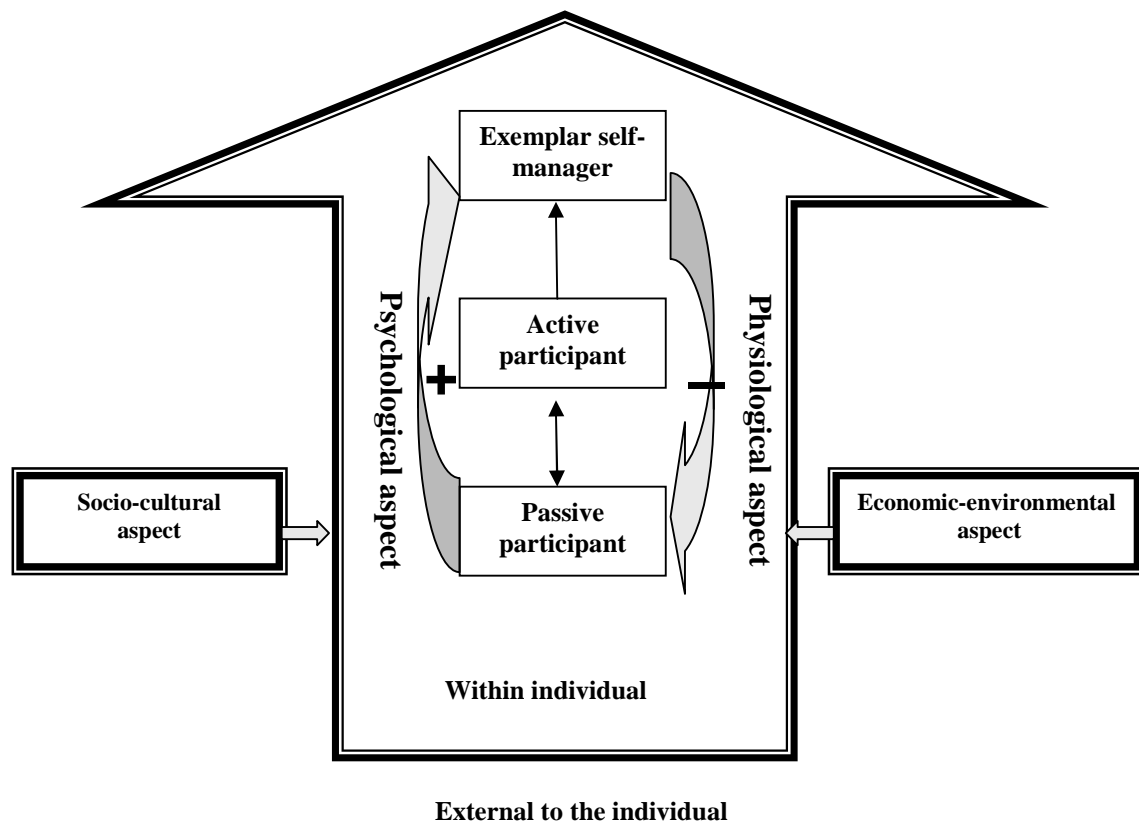 Exemplar self-
manager
Active
participant
Passive
participant
Psychological aspect
Physiological aspect
+
–
Socio-cultural
aspect
Economic-environmental
aspect
Within individual
External to the individual